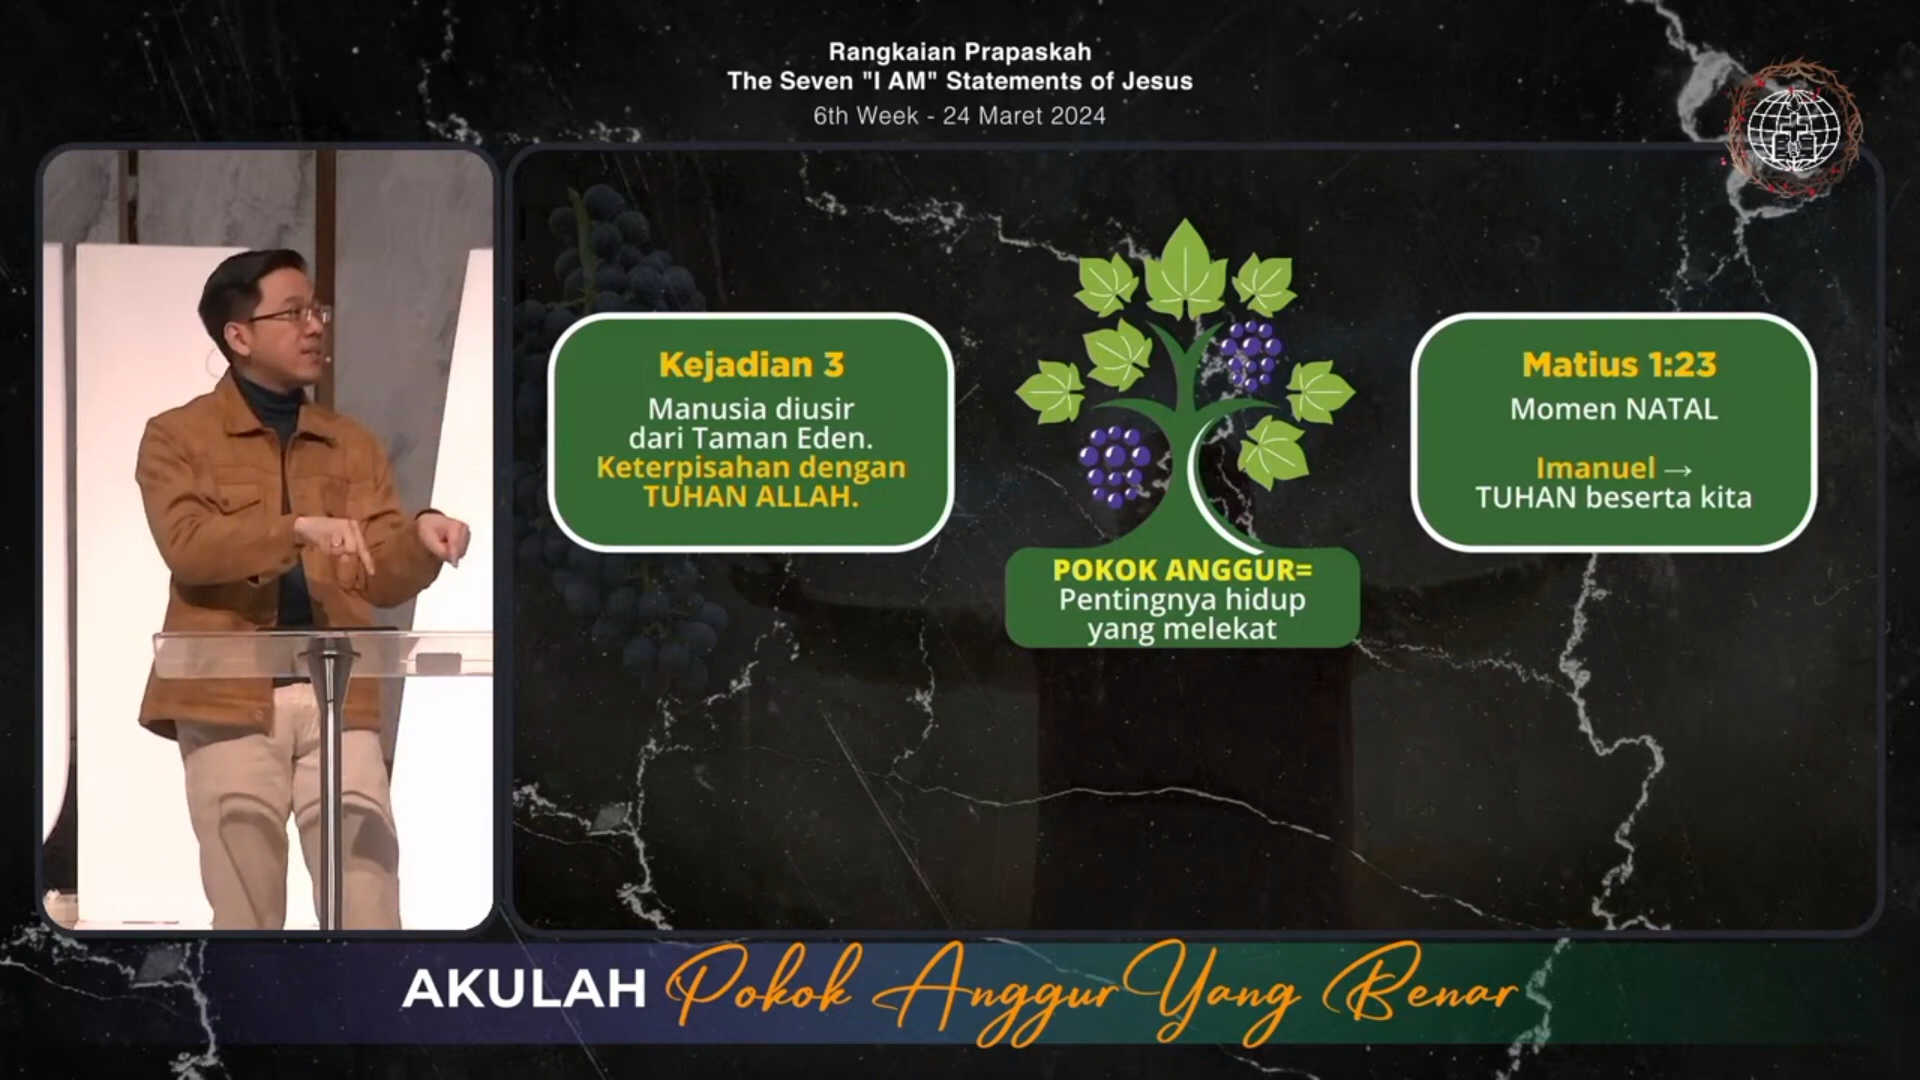 Rangkaian Prapaskah
The Seven "I AM" Statements of Jesus
6th Week - 24 Maret 2024
Kejadian 3
Manusia diusir
dari Taman Eden.
Keterpisahan dengan
TUHAN ALLAH.
POKOK ANGGUR=
Pentingnya hidup
yang melekat
Matius 1:23
Momen NATAL
Imanuel →
TUHAN beserta kita
AKULAH Pokok Anggur Yang Benar